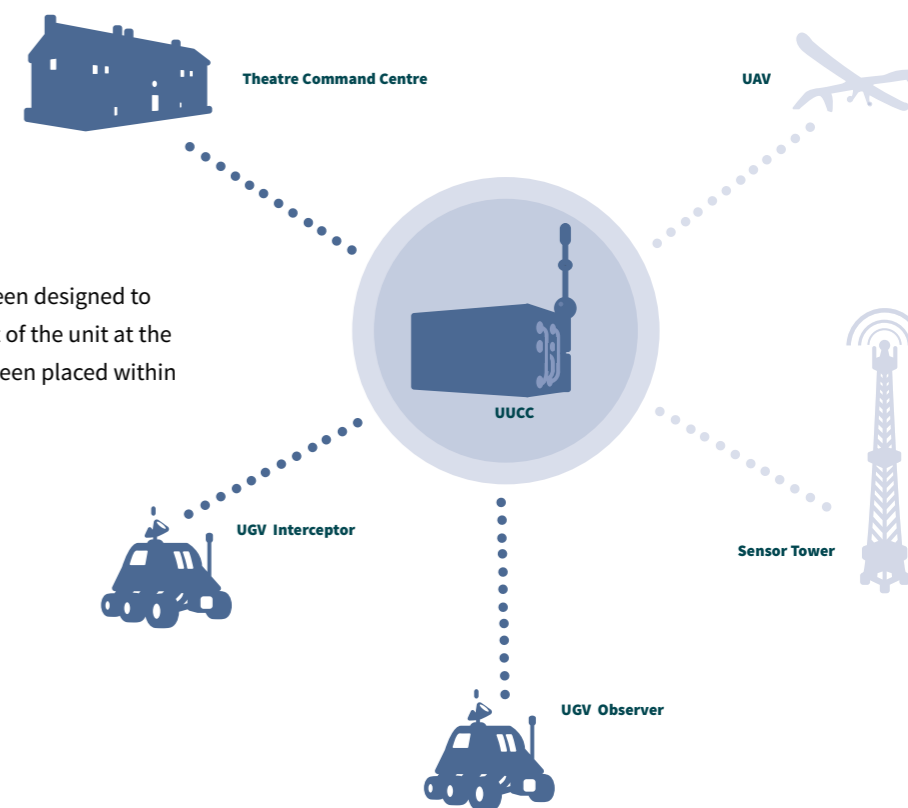 Theatre Command Centre
UAV
een designed to
of the unit at the
een placed within
UUCC
UGV Interceptor
Sensor Tower
UGV Observer